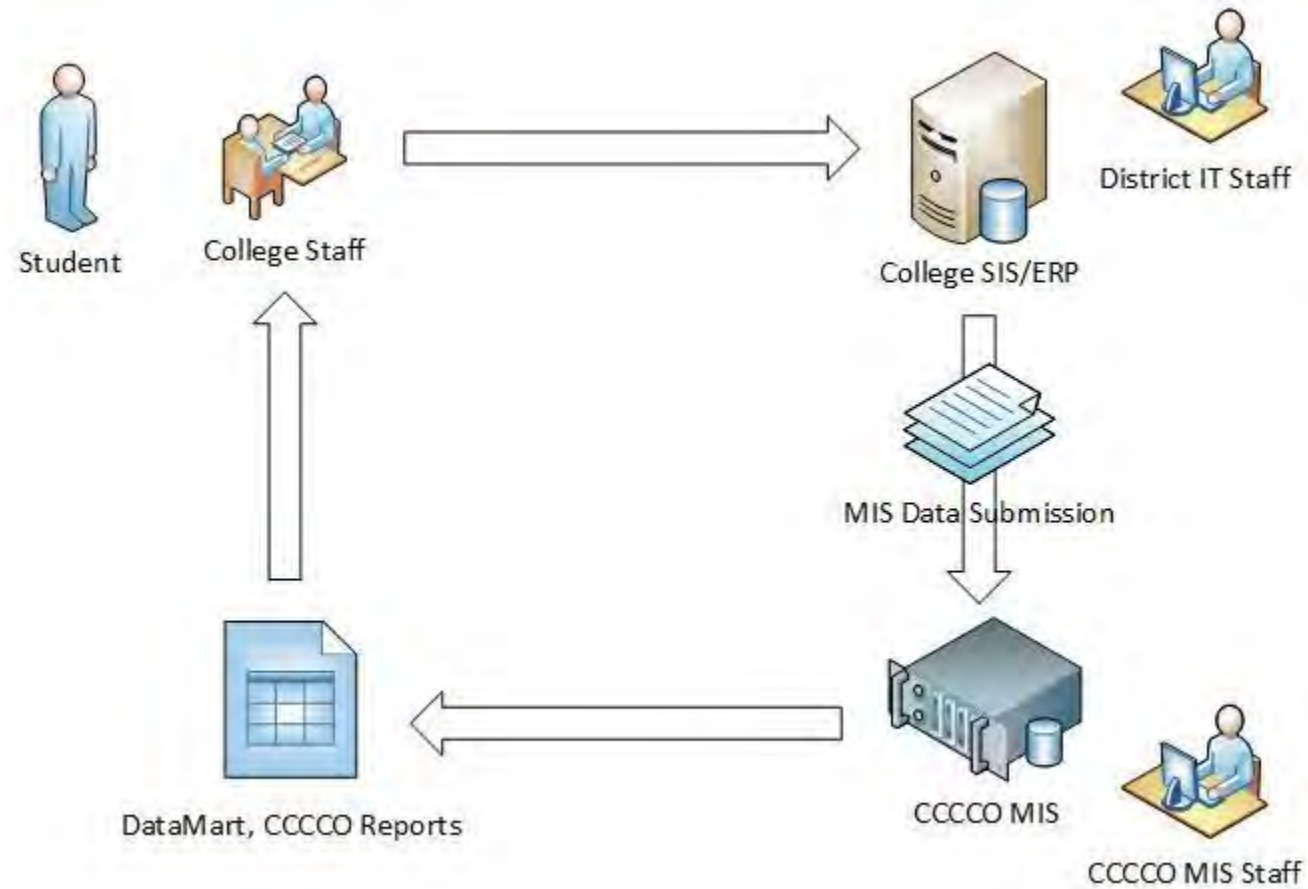 Student
College Staff
College SIS/ERP
District IT Staff
MIS Data Submission
DataMart, CCCCO Reports
CCCCO MIS
CCCCO MIS Staff